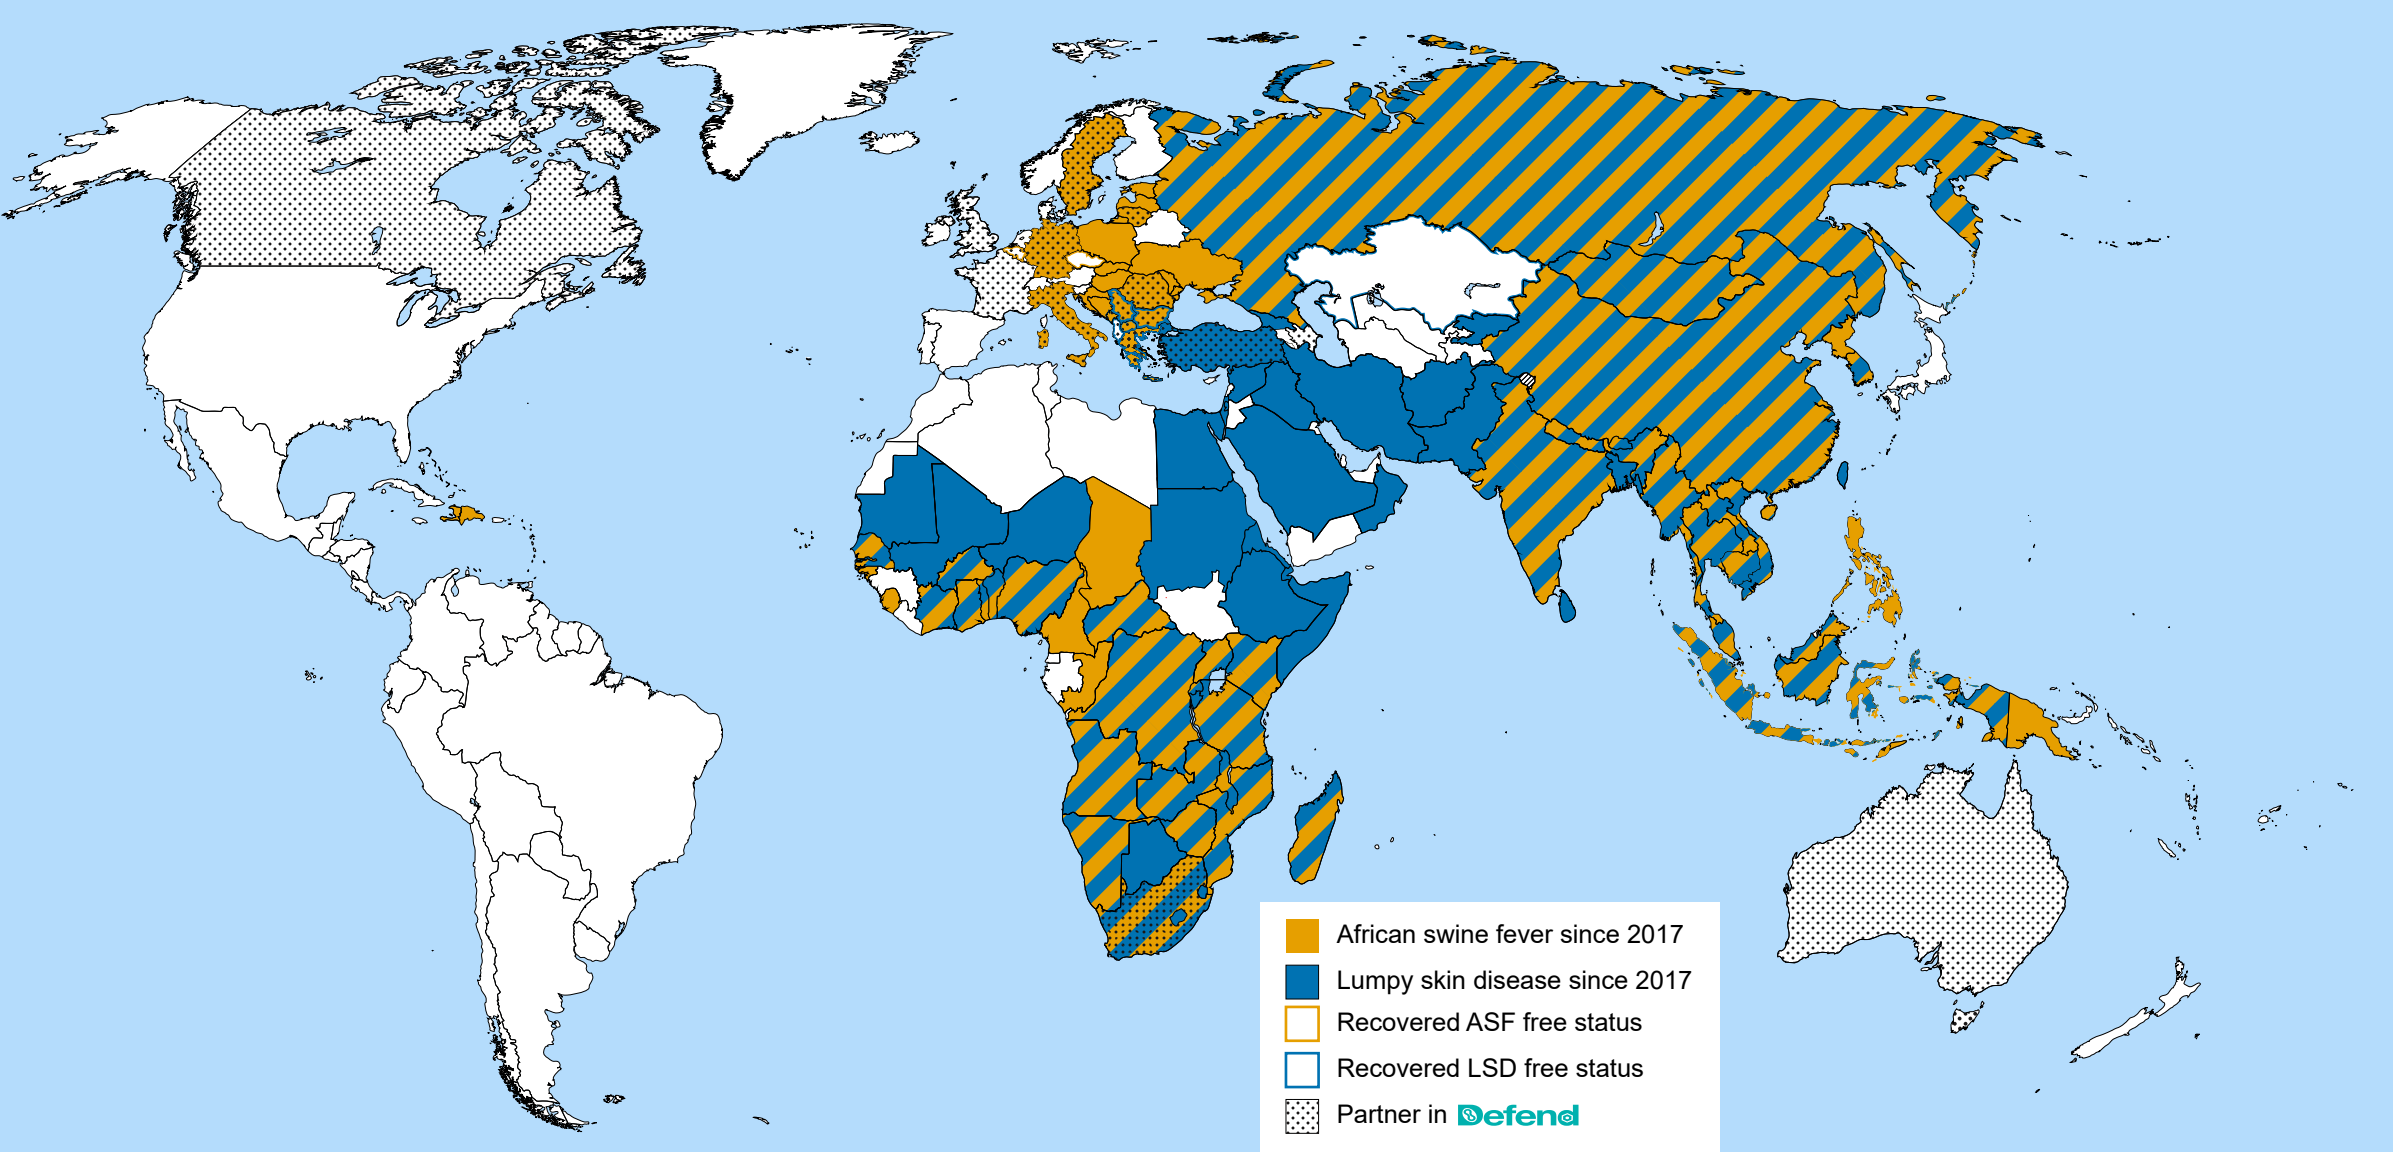 African swine fever since 2017
Lumpy skin disease since 2017
Recovered ASF free status
Recovered LSD free status
Partner in Defend